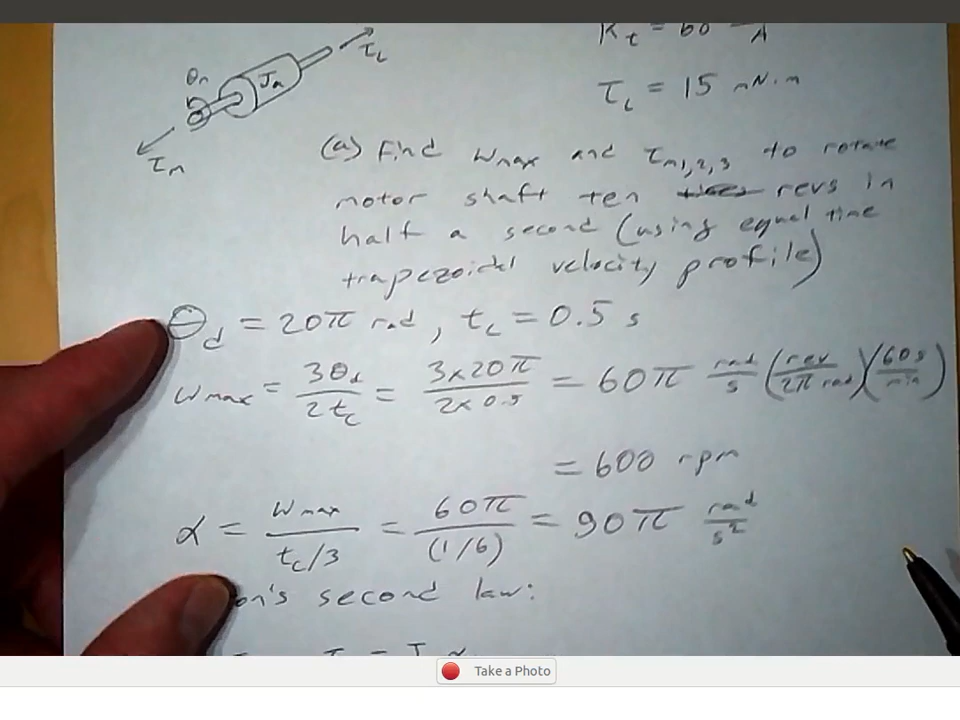 Kt = 60 A
τL = 15 mN·m
θm Jm τL
τm
(a) Find ωmax and τm1,2,3 to rotate
motor shaft ten revs in
half a second (using equal time
trapezoidal velocity profile)
θd = 20π rad, tc = 0.5 s
ωmax = 3θd / 2tc = 3×20π / 2×0.5 = 60π rad/s (rev / 2π rad)(60s / min)
= 600 rpm
α = ωmax / tc/3 = 60π / (1/6) = 90π rad/s²
on's second law:
Take a Photo